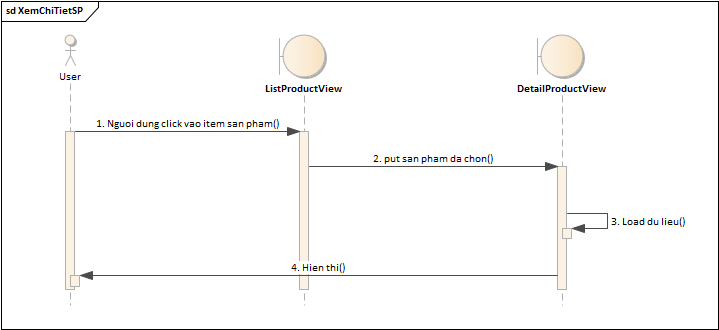 sd XemChiTietSP
User
ListProductView
DetailProductView
1. Nguoi dung click vao item san pham()
2. put san pham da chon()
3. Load du lieu()
4. Hien thi()